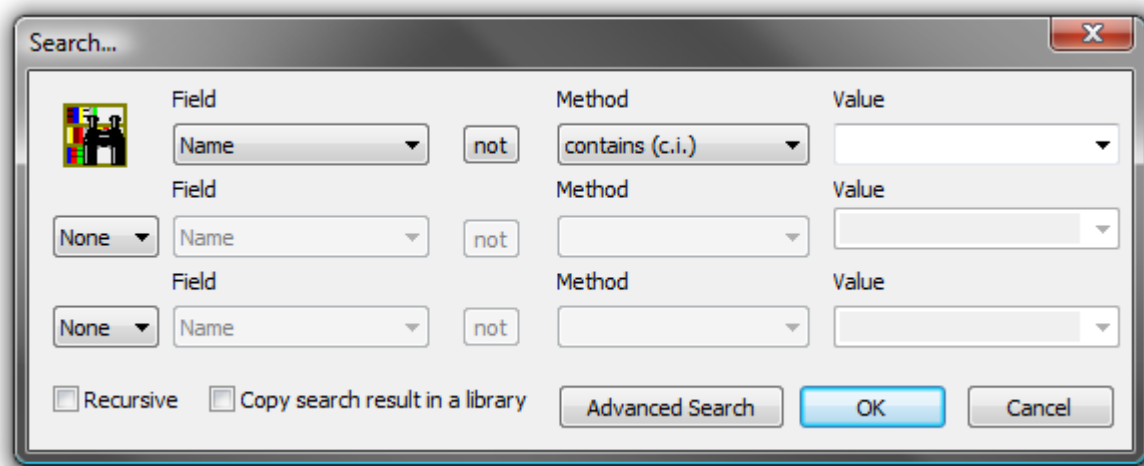 Search...
Field Method Value
Name not contains (c.i.)
Field Method Value
None Name not
Field Method Value
None Name not
Recursive Copy search result in a library Advanced Search OK Cancel